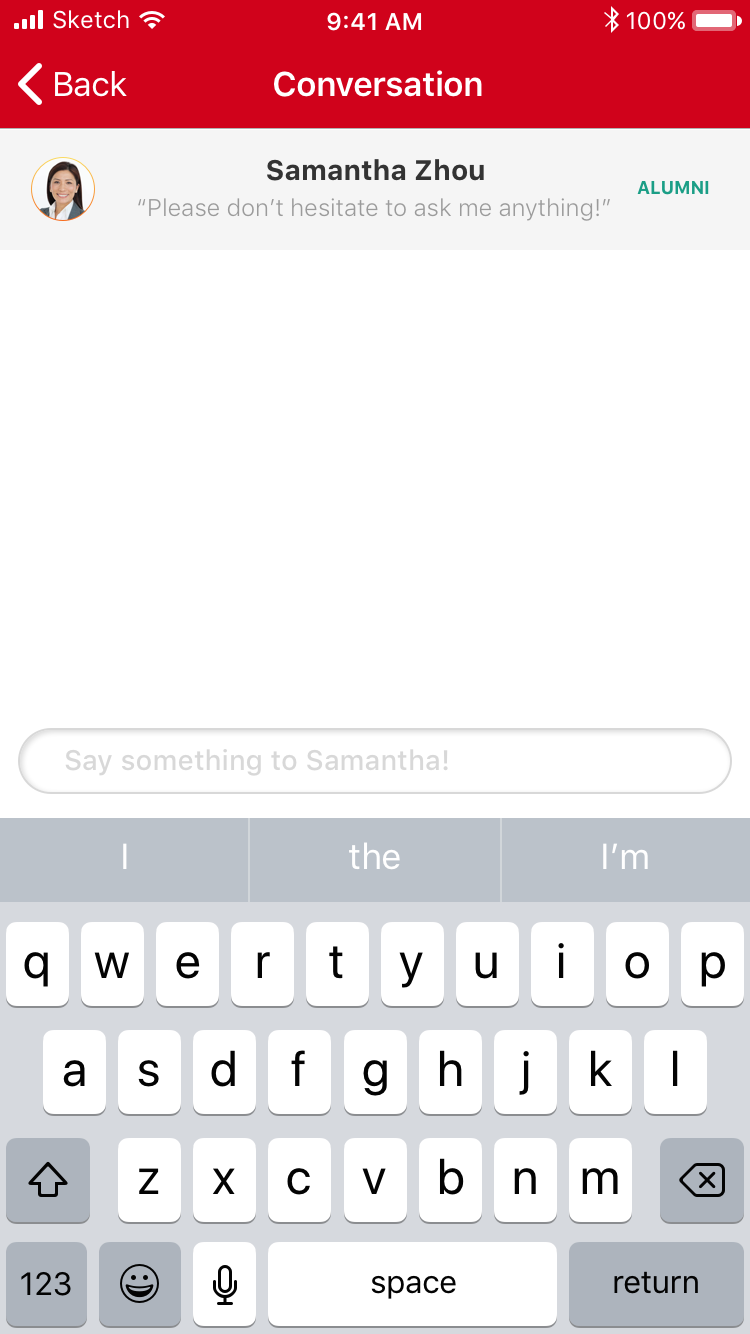 Sketch 9:41 AM 100%
Back Conversation
Samantha Zhou
“Please don’t hesitate to ask me anything!”
ALUMNI
Say something to Samantha!
I the I’m
q w e r t y u i o p
a s d f g h j k l
z x c v b n m
123 space return